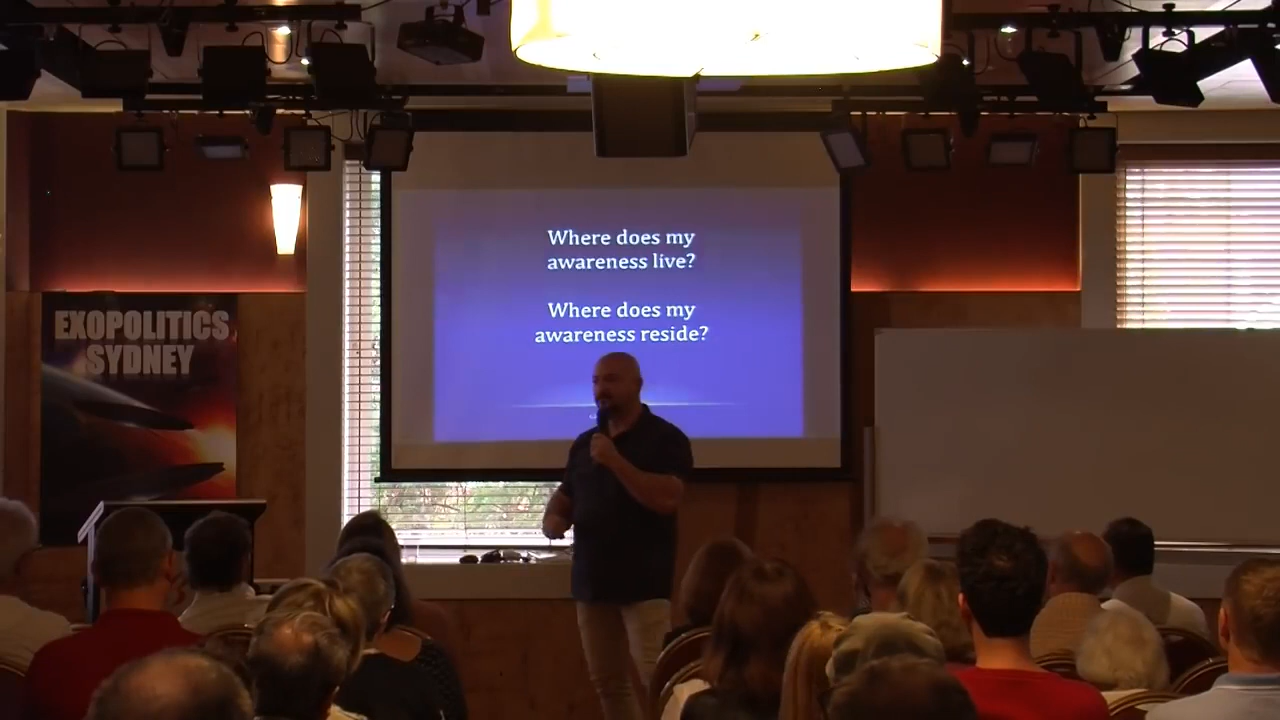 EXOPOLITICS
SYDNEY
Where does my
awareness live?
Where does my
awareness reside?